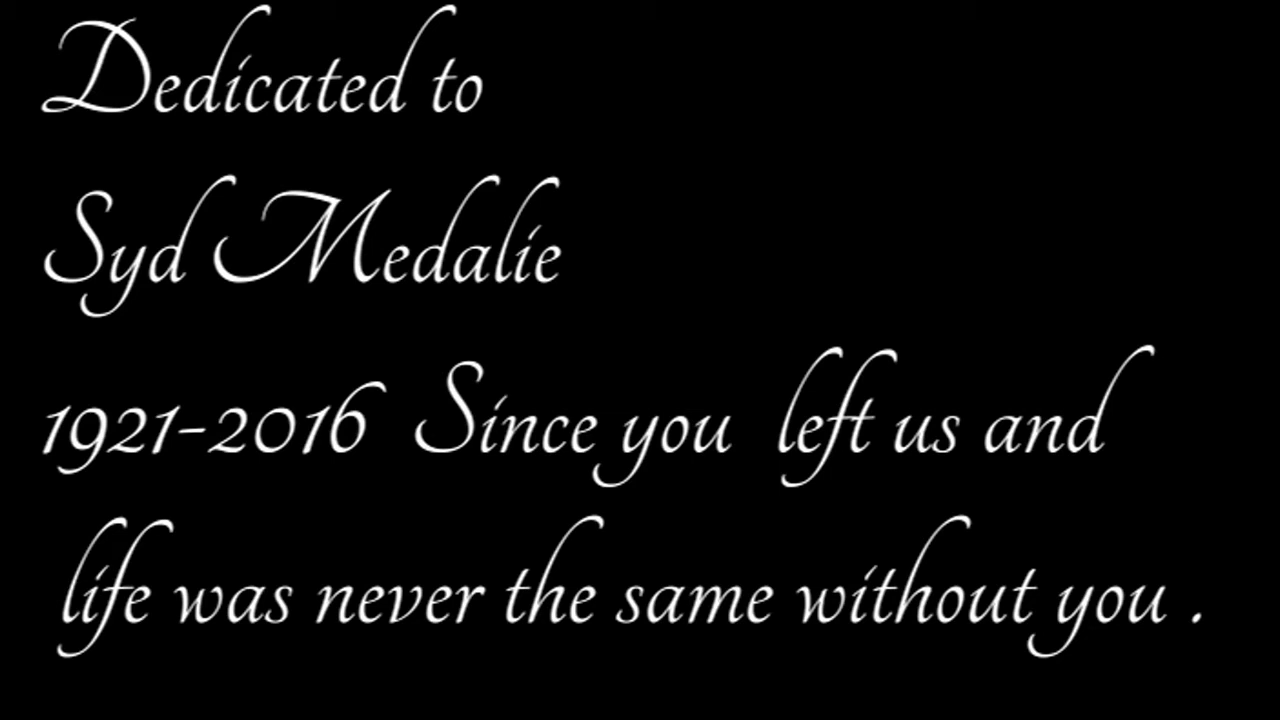 Dedicated to
Syd Medalie
1921-2016 Since you left us and
life was never the same without you .